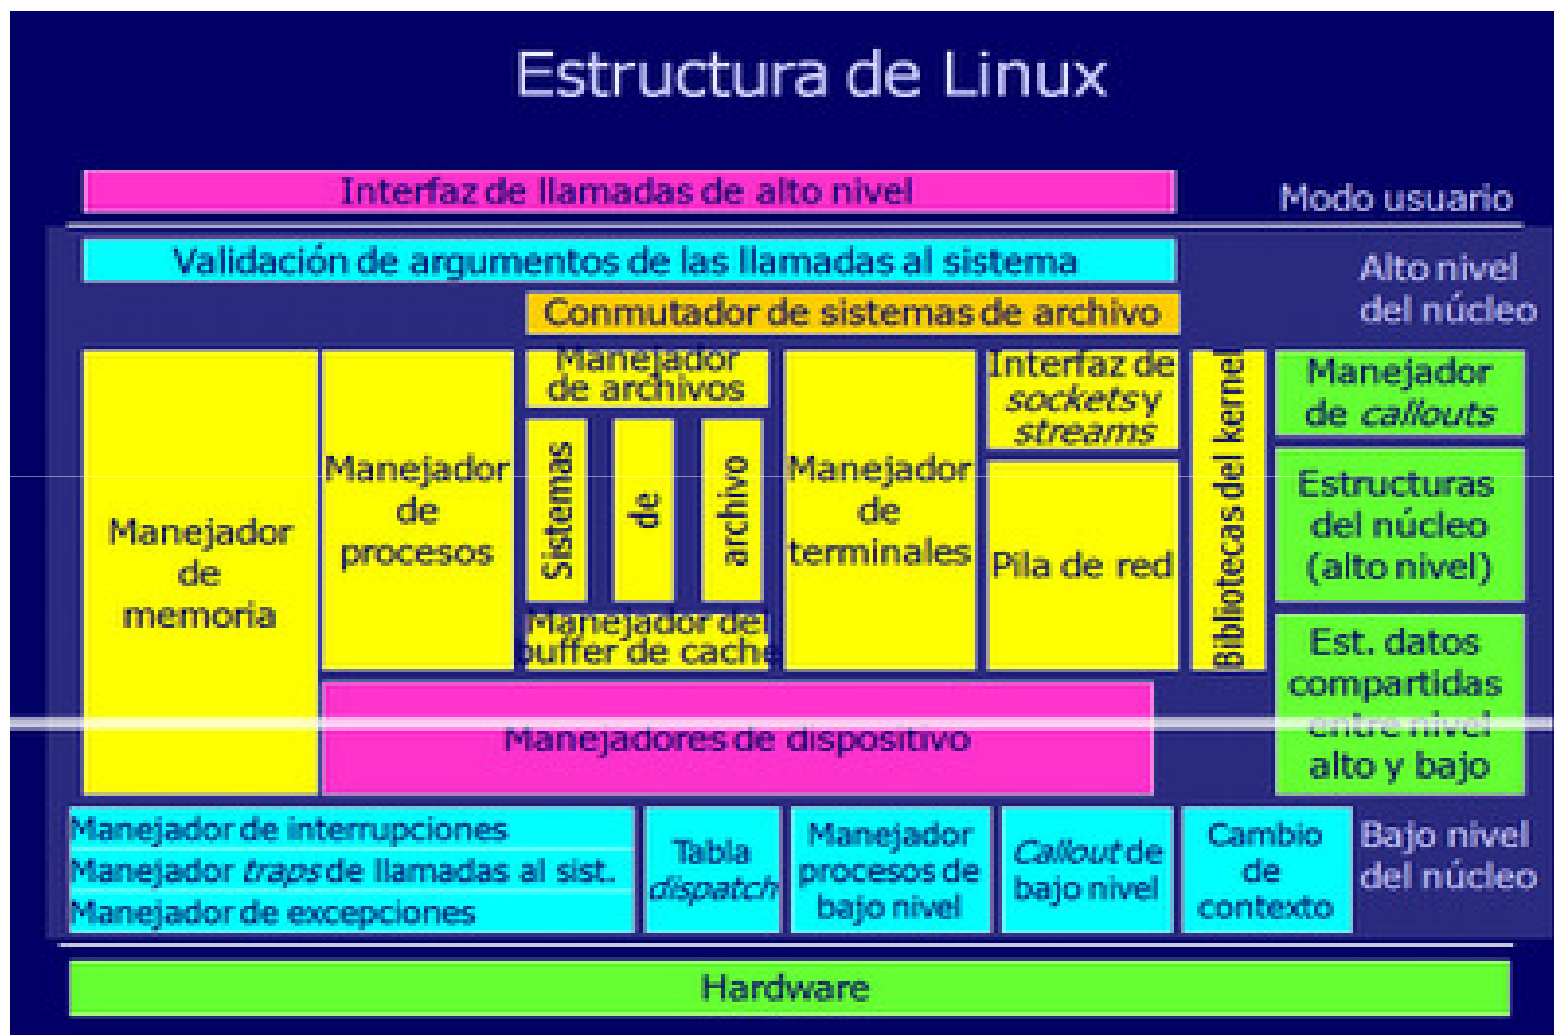 Estructura de Linux
Interfaz de llamadas de alto nivel
Modo usuario
Validación de argumentos de las llamadas al sistema
Alto nivel
del núcleo
Conmutador de sistemas de archivo
Manejador
de
memoria
Manejador
de
procesos
Manejador
de archivos
Sistemas
de
archivo
Manejador del
buffer de cache
Manejador
de
terminales
Interfaz de
sockets y
streams
Pila de red
Bibliotecas del kernel
Manejador
de callouts
Estructuras
del núcleo
(alto nivel)
Est. datos
compartidas
entre nivel
alto y bajo
Manejadores de dispositivo
Manejador de interrupciones
Manejador traps de llamadas al sist.
Manejador de excepciones
Tabla
dispatch
Manejador
procesos de
bajo nivel
Callout de
bajo nivel
Cambio
de
contexto
Bajo nivel
del núcleo
Hardware